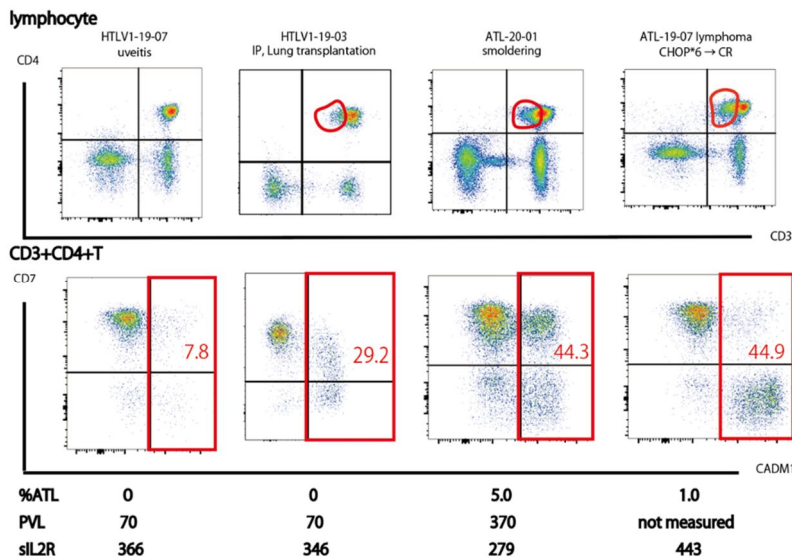 lymphocyte
HTLV1-19-07
uveitis
HTLV1-19-03
IP, Lung transplantation
ATL-20-01
smoldering
ATL-19-07 lymphoma
CHOP*6 → CR
CD4
CD3
CD3+CD4+T
CD7
7.8
29.2
44.3
44.9
CADM1
%ATL 0 0 5.0 1.0
PVL 70 70 370 not measured
sIL2R 366 346 279 443